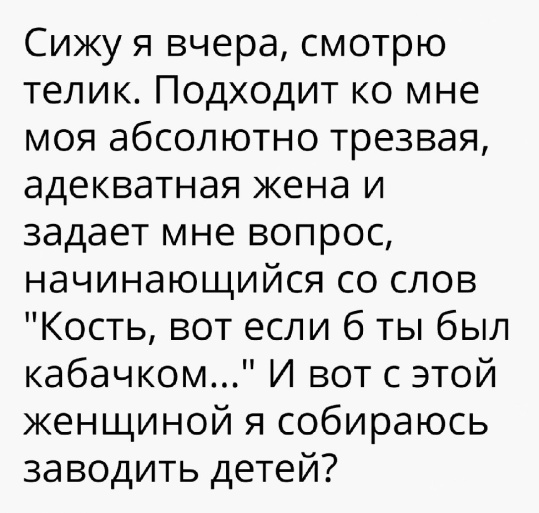 Сижу я вчера, смотрю
телик. Подходит ко мне
моя абсолютно трезвая,
адекватная жена и
задает мне вопрос,
начинающийся со слов
"Кость, вот если б ты был
кабачком..." И вот с этой
женщиной я собираюсь
заводить детей?